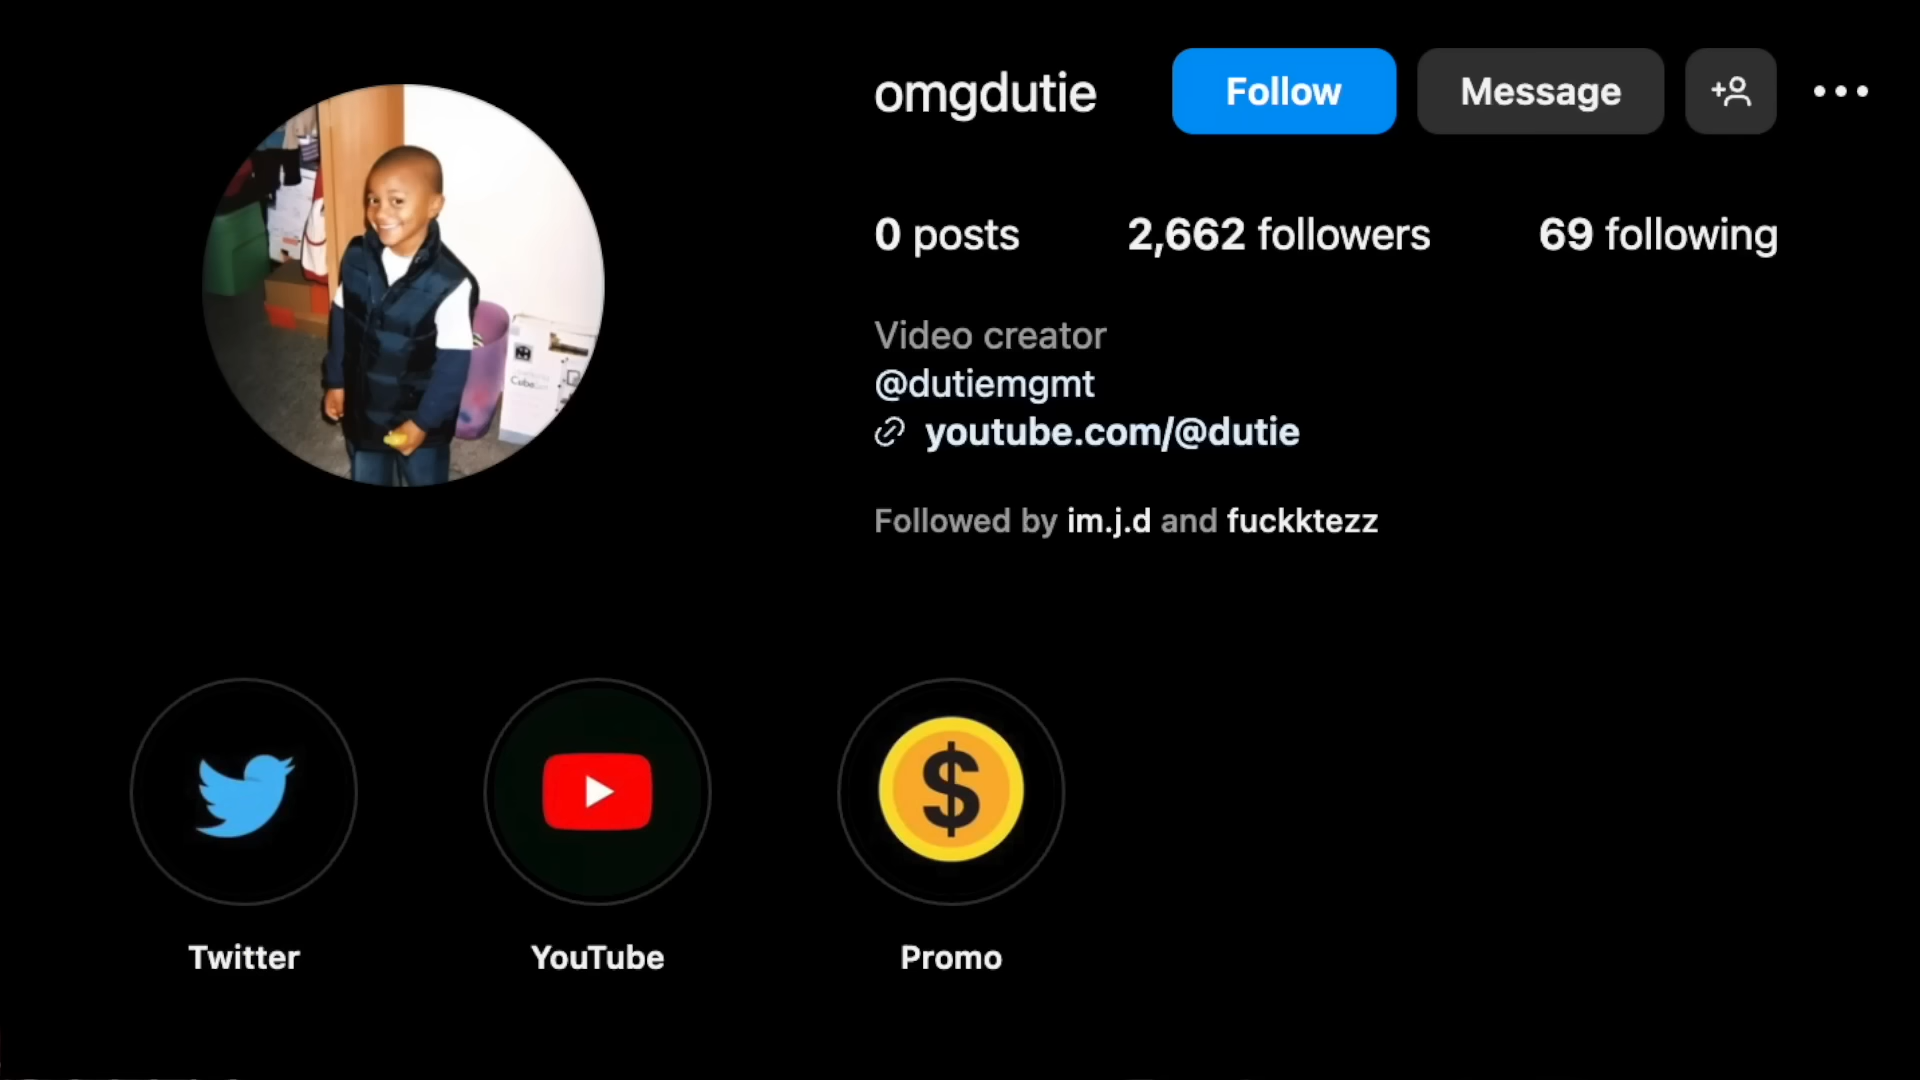 omgdutie Follow Message
0 posts 2,662 followers 69 following
Video creator
@dutiemgmt
youtube.com/@dutie
Followed by im.j.d and fuckktezz
$
Twitter YouTube Promo